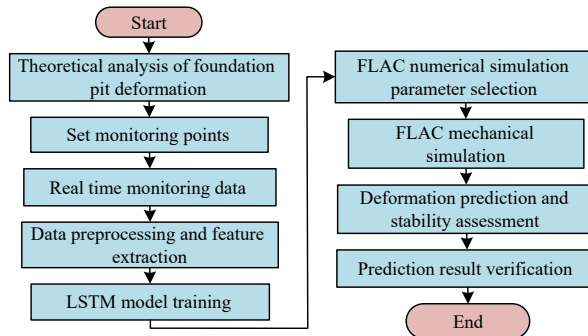 Start
Theoretical analysis of foundation
pit deformation
Set monitoring points
Real time monitoring data
Data preprocessing and feature
extraction
LSTM model training
FLAC numerical simulation
parameter selection
FLAC mechanical
simulation
Deformation prediction and
stability assessment
Prediction result verification
End